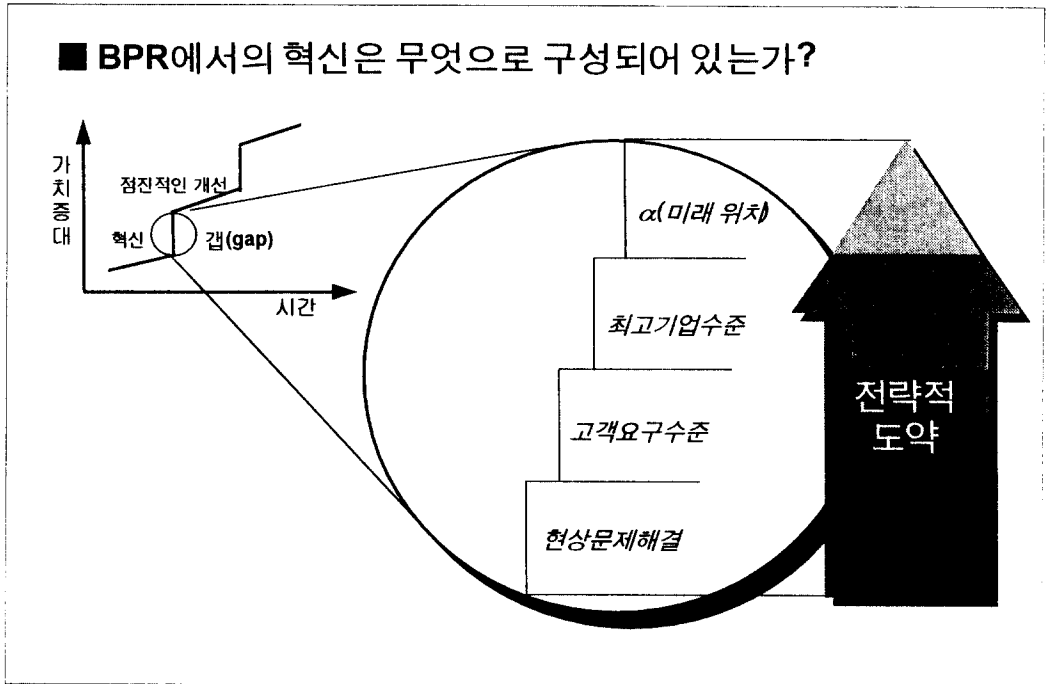 ■ BPR에서의 혁신은 무엇으로 구성되어 있는가?
가치증대
점진적인 개선
혁신
갭(gap)
시간
α(미래 위치)
최고기업수준
고객요구수준
현상문제해결
전략적
도약